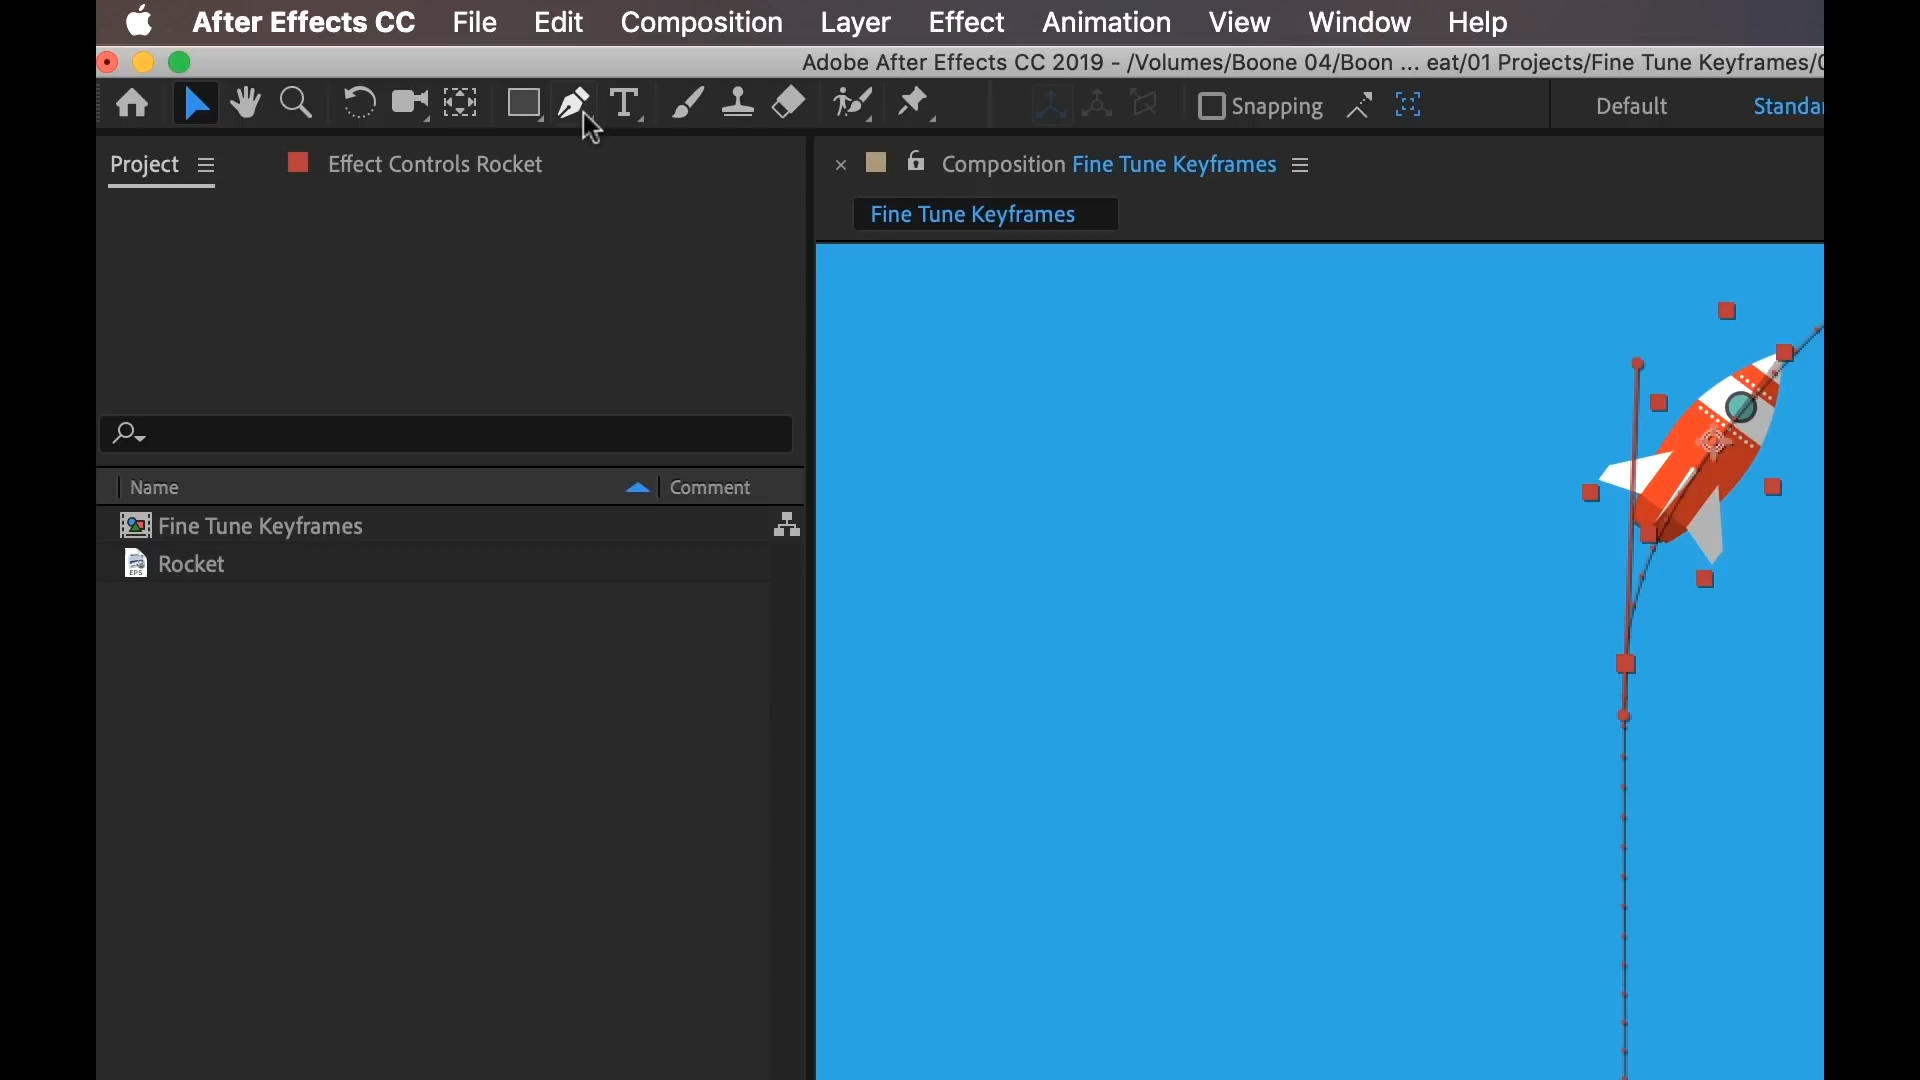 After Effects CC File Edit Composition Layer Effect Animation View Window Help
Adobe After Effects CC 2019 - /Volumes/Boone 04/Boon ... eat/01 Projects/Fine Tune Keyframes/
Snapping Default
Project Effect Controls Rocket Composition Fine Tune Keyframes
Fine Tune Keyframes
Name Comment
Fine Tune Keyframes
EPS Rocket